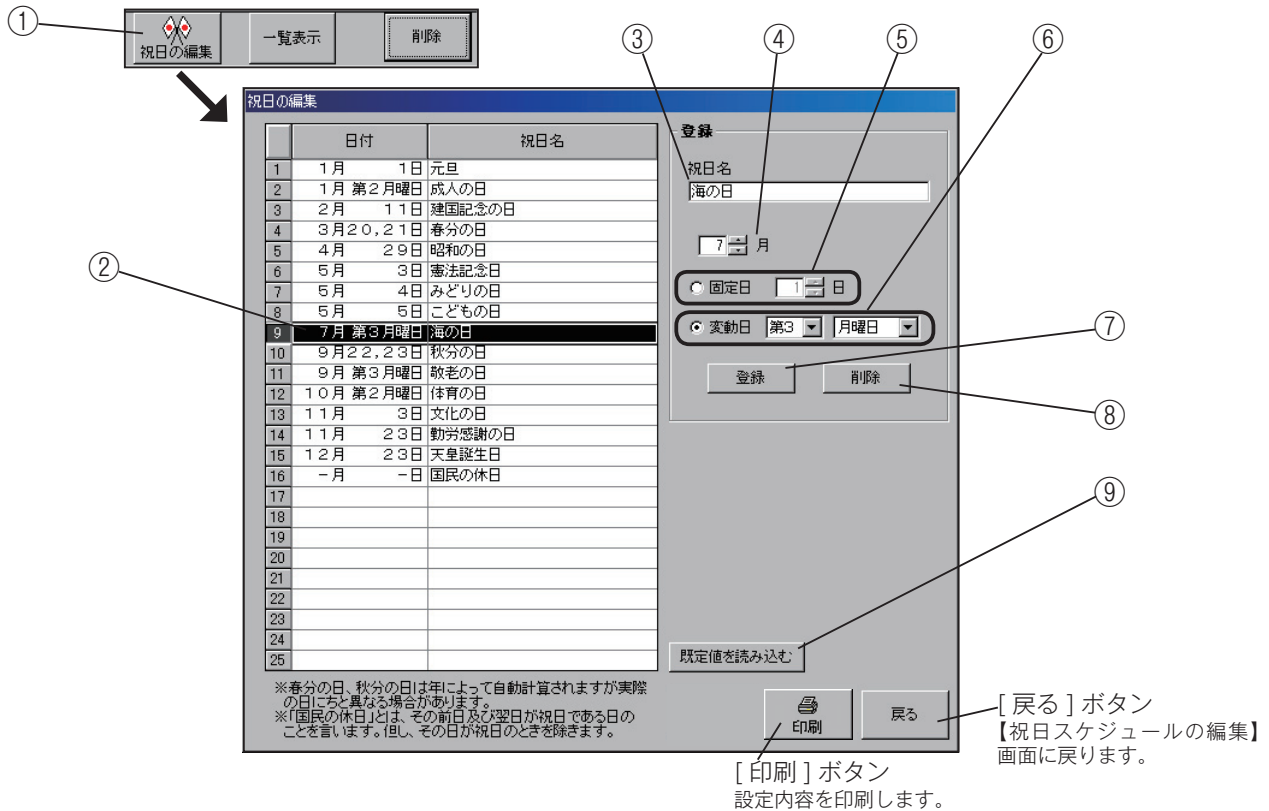 ①
祝日の編集 一覧表示 削除
③ ④ ⑤ ⑥
祝日の編集
日付 祝日名
1 1月 1日 元旦
2 1月 第2月曜日 成人の日
3 2月 11日 建国記念の日
4 3月20,21日 春分の日
5 4月 29日 昭和の日
6 5月 3日 憲法記念日
7 5月 4日 みどりの日
8 5月 5日 こどもの日
9 7月 第3月曜日 海の日
10 9月22,23日 秋分の日
11 9月 第3月曜日 敬老の日
12 10月 第2月曜日 体育の日
13 11月 3日 文化の日
14 11月 23日 勤労感謝の日
15 12月 23日 天皇誕生日
16 -月 -日 国民の休日
17
18
19
20
21
22
23
24
25
②
※春分の日、秋分の日は年によって自動計算されますが実際
の日にちと異なる場合があります。
※「国民の休日」とは、その前日及び翌日が祝日である日の
ことを言います。但し、その日が祝日のときを除きます。
登録
祝日名
海の日
7 月
固定日 1 日
変動日 第3 月曜日
登録 削除
⑦
⑧
⑨
既定値を読み込む
印刷 戻る
[ 戻る ] ボタン
【祝日スケジュールの編集】
画面に戻ります。
[ 印刷 ] ボタン
設定内容を印刷します。